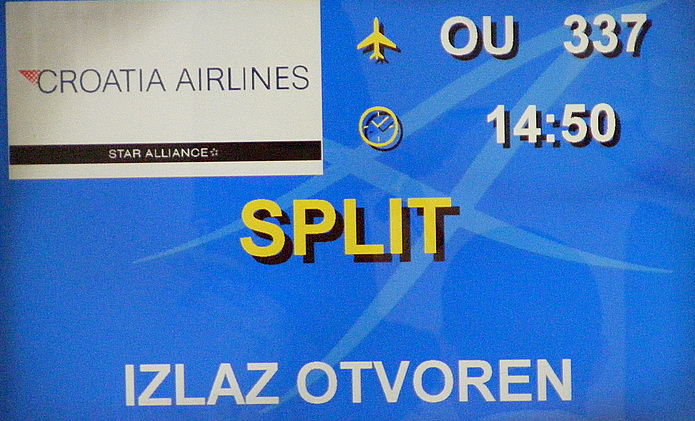 CROATIA AIRLINES
STAR ALLIANCE
OU 337
14:50
SPLIT
IZLAZ OTVOREN